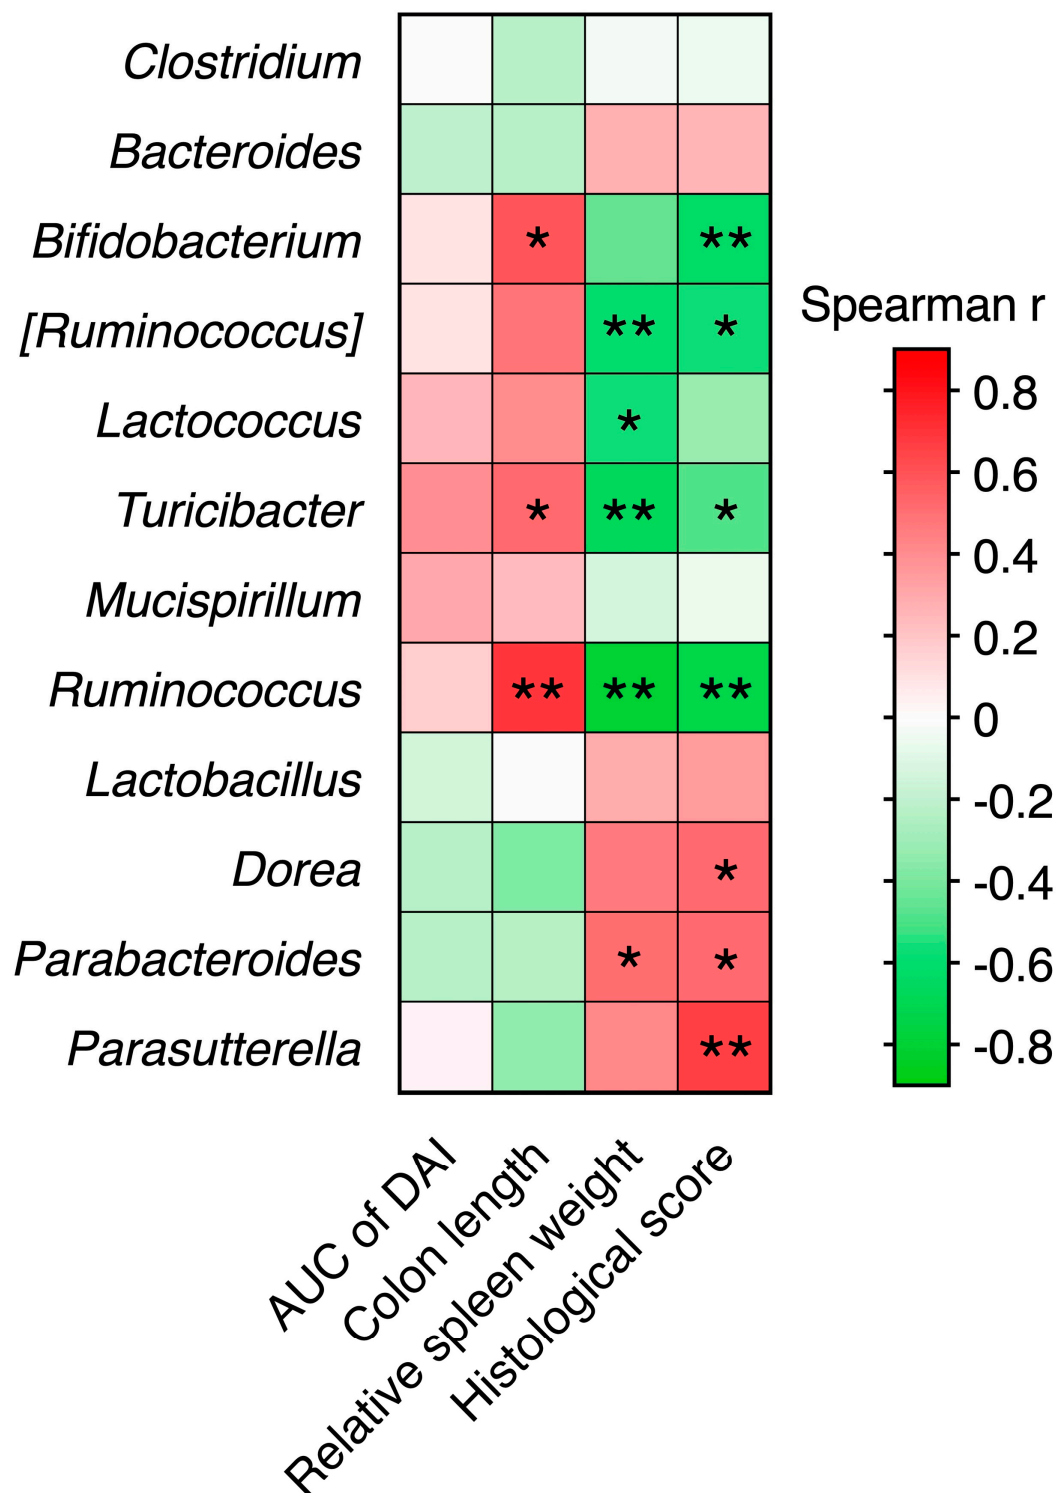 Clostridium
Bacteroides
Bifidobacterium
*
**
[Ruminococcus]
**
*
Lactococcus
*
Turicibacter
*
**
*
Mucispirillum
Ruminococcus
**
**
**
Lactobacillus
Dorea
*
Parabacteroides
*
*
Parasutterella
**
AUC of DAI
Colon length
Relative spleen weight
Histological score
Spearman r
0.8
0.6
0.4
0.2
0
-0.2
-0.4
-0.6
-0.8